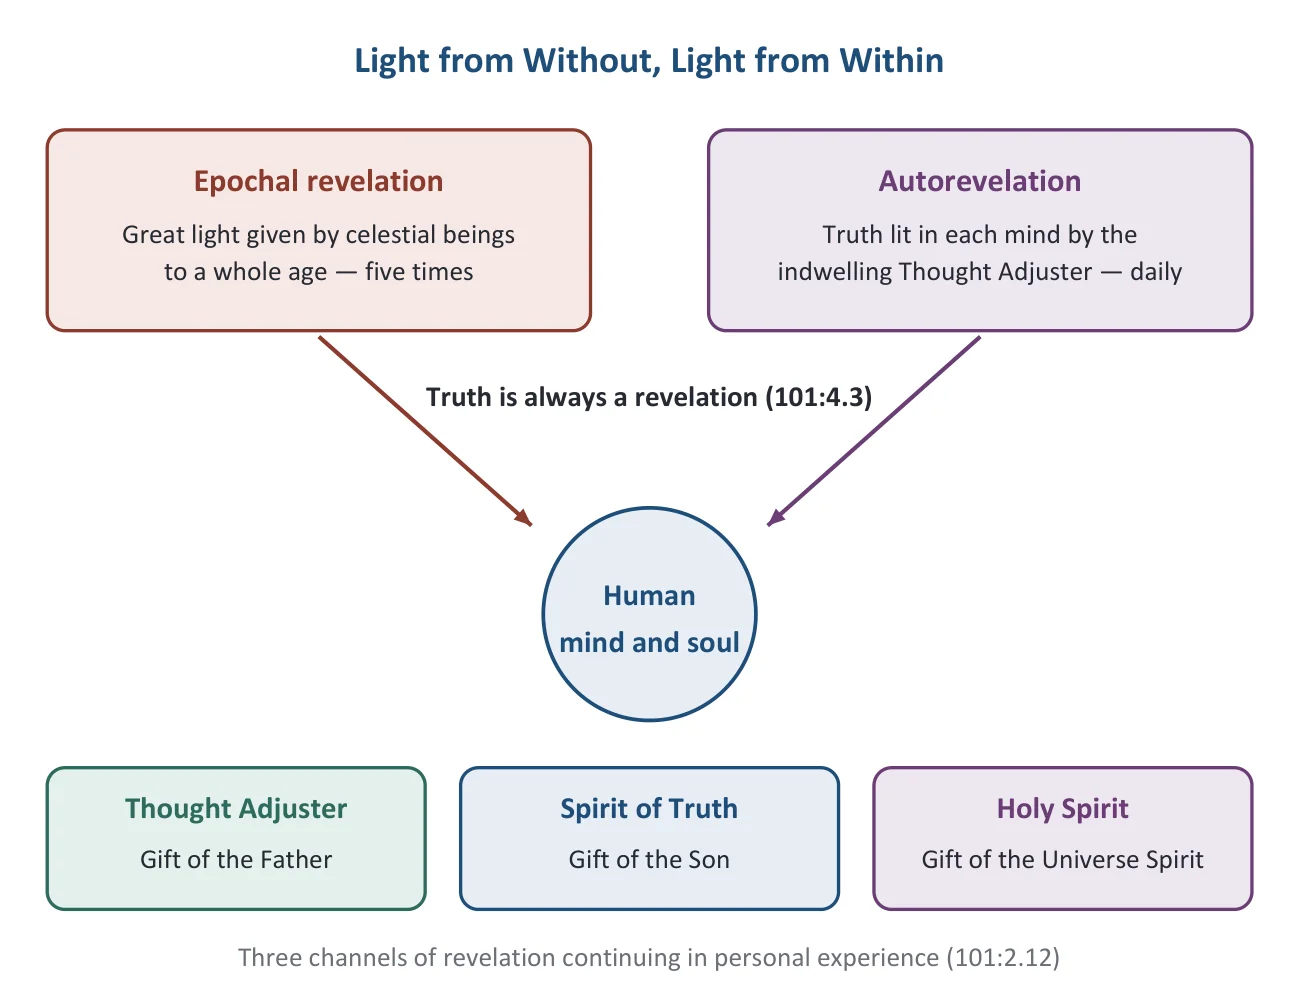 Light from Without, Light from Within
Epochal revelation
Great light given by celestial beings
to a whole age — five times
Autorevelation
Truth lit in each mind by the
indwelling Thought Adjuster — daily
Truth is always a revelation (101:4.3)
Human
mind and soul
Thought Adjuster
Gift of the Father
Spirit of Truth
Gift of the Son
Holy Spirit
Gift of the Universe Spirit
Three channels of revelation continuing in personal experience (101:2.12)